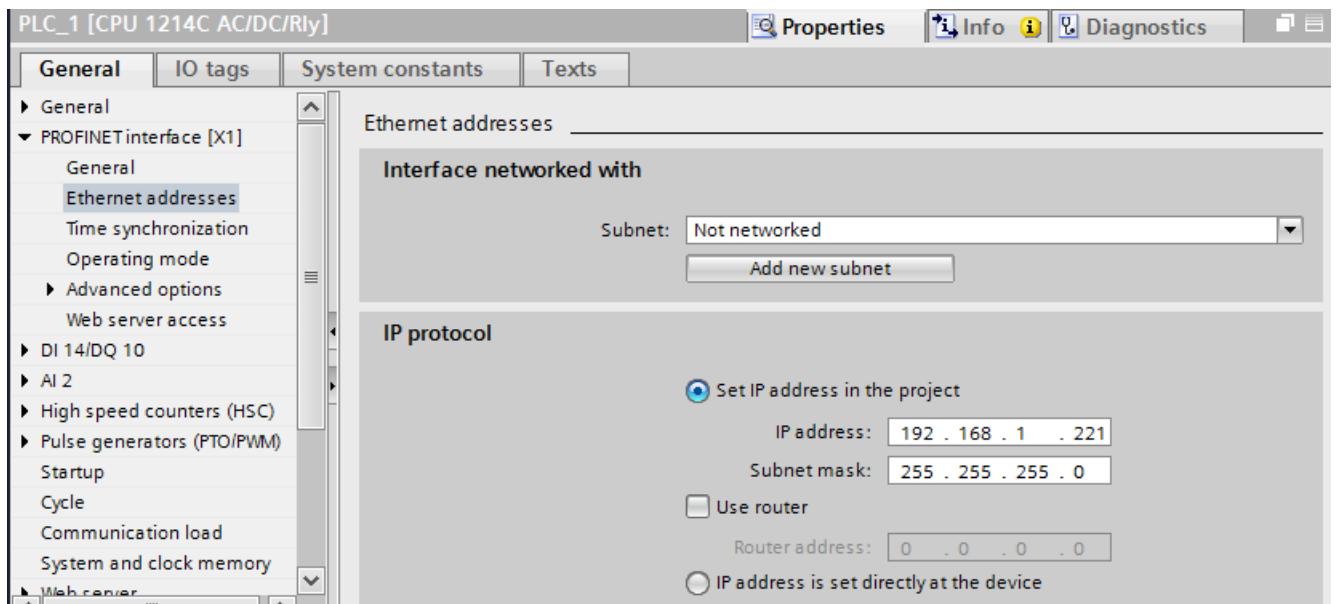 PLC_1 [CPU 1214C AC/DC/Rly]
Properties Info Diagnostics
General IO tags System constants Texts
General
PROFINET interface [X1]
General
Ethernet addresses
Time synchronization
Operating mode
Advanced options
Web server access
DI 14/DQ 10
AI 2
High speed counters (HSC)
Pulse generators (PTO/PWM)
Startup
Cycle
Communication load
System and clock memory
Web server
Ethernet addresses
Interface networked with
Subnet: Not networked
Add new subnet
IP protocol
Set IP address in the project
IP address: 192 . 168 . 1 . 221
Subnet mask: 255 . 255 . 255 . 0
Use router
Router address: 0 . 0 . 0 . 0
IP address is set directly at the device